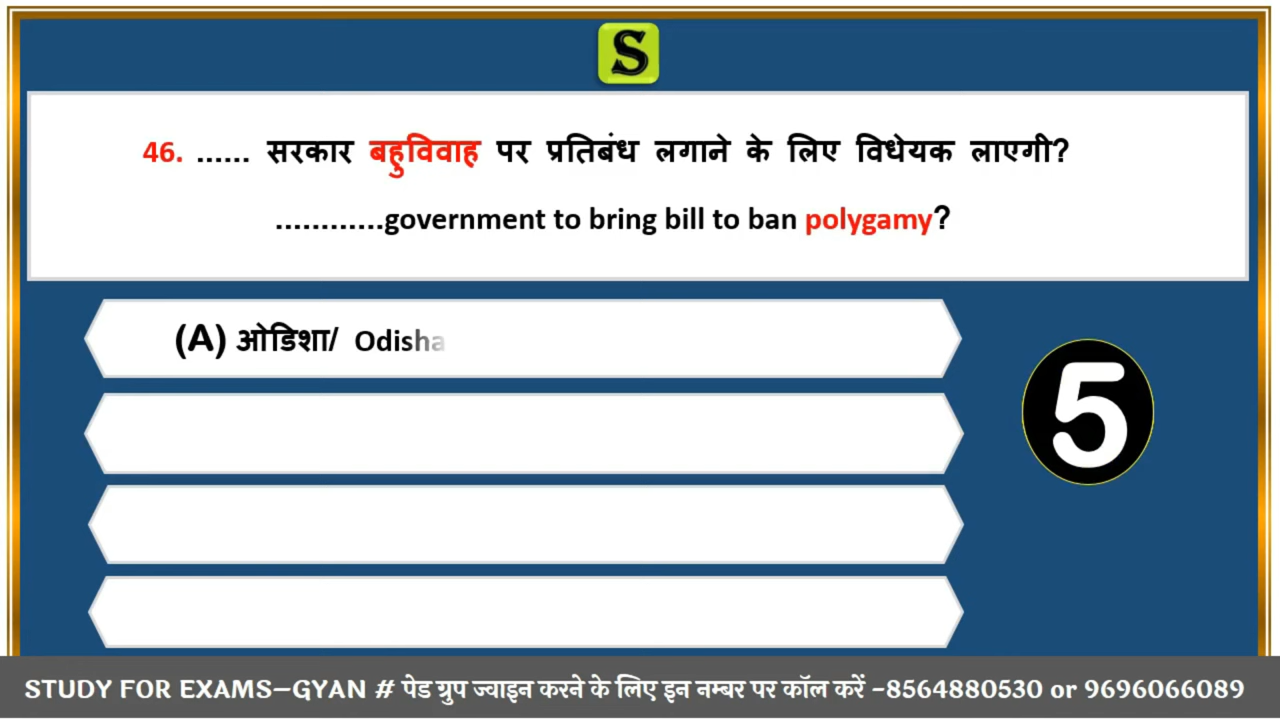 S
46. ...... सरकार बहुविवाह पर प्रतिबंध लगाने के लिए विधेयक लाएगी?
............government to bring bill to ban polygamy?
(A) ओडिशा/ Odisha
5
STUDY FOR EXAMS–GYAN # पेड ग्रुप ज्वाइन करने के लिए इन नम्बर पर कॉल करें -8564880530 or 9696066089